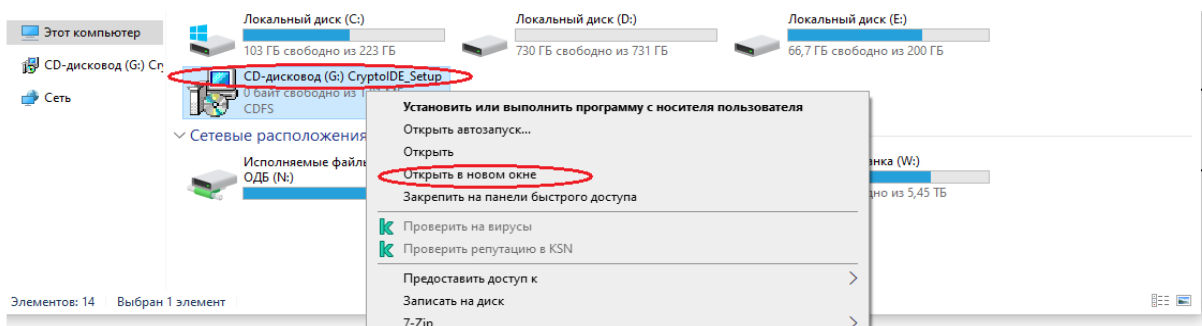 Этот компьютер
CD-дисковод (G:) Cry
Сеть
Локальный диск (C:)
103 ГБ свободно из 223 ГБ
Локальный диск (D:)
730 ГБ свободно из 731 ГБ
Локальный диск (E:)
66,7 ГБ свободно из 200 ГБ
CD-дисковод (G:) CryptoIDE_Setup
0 байт свободно из
CDFS
Сетевые расположения
Исполняемые файлы
ОДБ (N:)
анка (W:)
дно из 5,45 ТБ
Установить или выполнить программу с носителя пользователя
Открыть автозапуск...
Открыть
Открыть в новом окне
Закрепить на панели быстрого доступа
Проверить на вирусы
Проверить репутацию в KSN
Предоставить доступ к
Записать на диск
7-Zip
Элементов: 14 Выбран 1 элемент